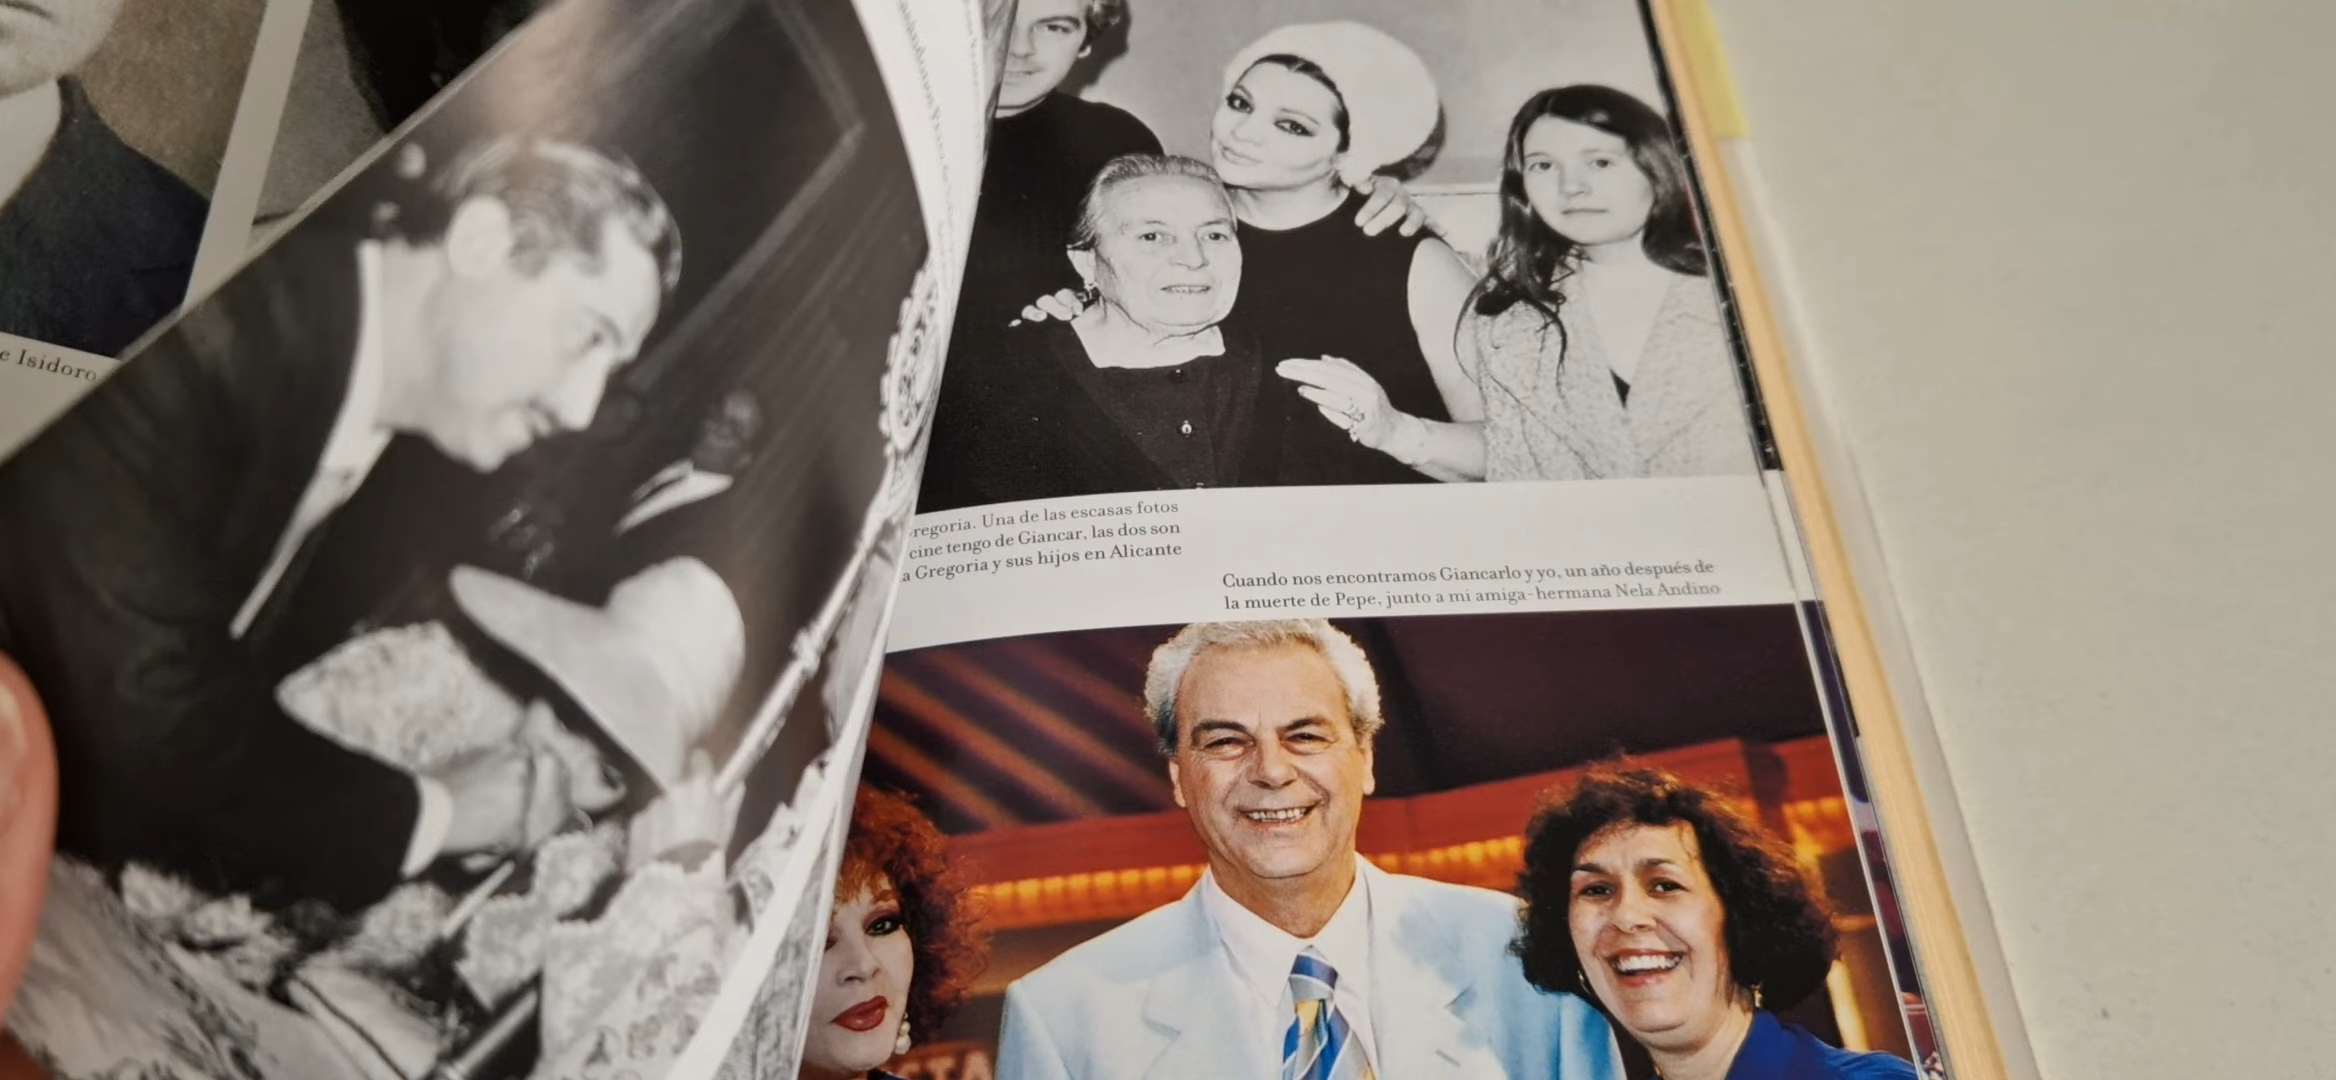 e Isidoro
regoria. Una de las escasas fotos
cine tengo de Giancar, las dos son
a Gregoria y sus hijos en Alicante
Cuando nos encontramos Giancarlo y yo, un año después de
la muerte de Pepe, junto a mi amiga-hermana Nela Andino